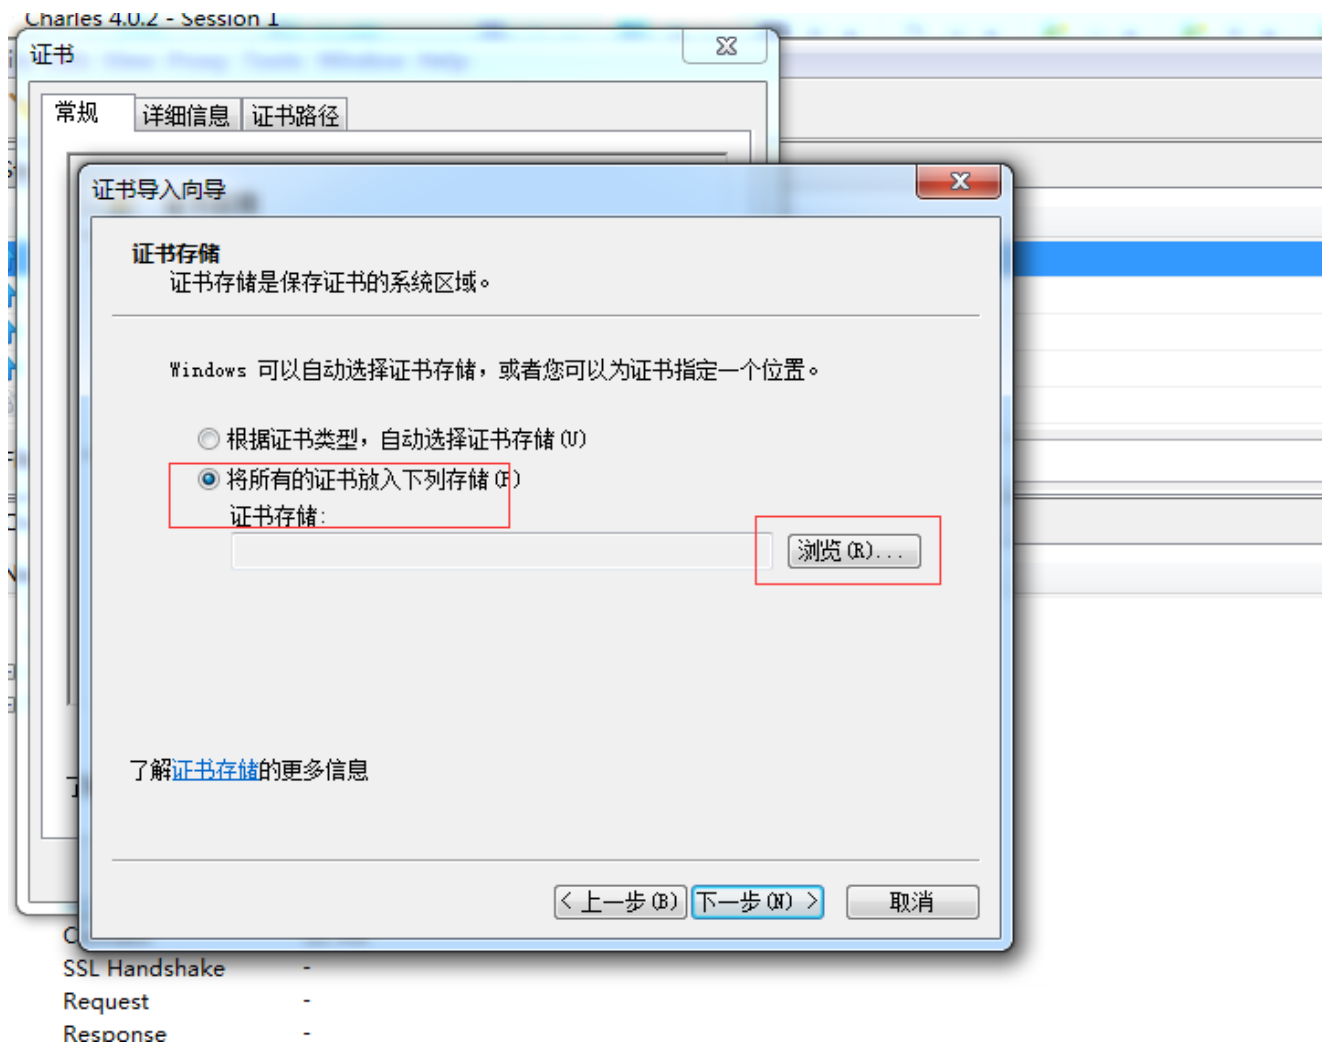 Charles 4.0.2 - Session 1
证书
View Proxy Tools Window Help
常规 详细信息 证书路径
证书导入向导
证书存储
证书存储是保存证书的系统区域。
Windows 可以自动选择证书存储，或者您可以为证书指定一个位置。
根据证书类型，自动选择证书存储(U)
将所有的证书放入下列存储(P)
证书存储:
浏览(R)...
了解证书存储的更多信息
< 上一步(B) 下一步(N) > 取消
SSL Handshake -
Request -
Response -